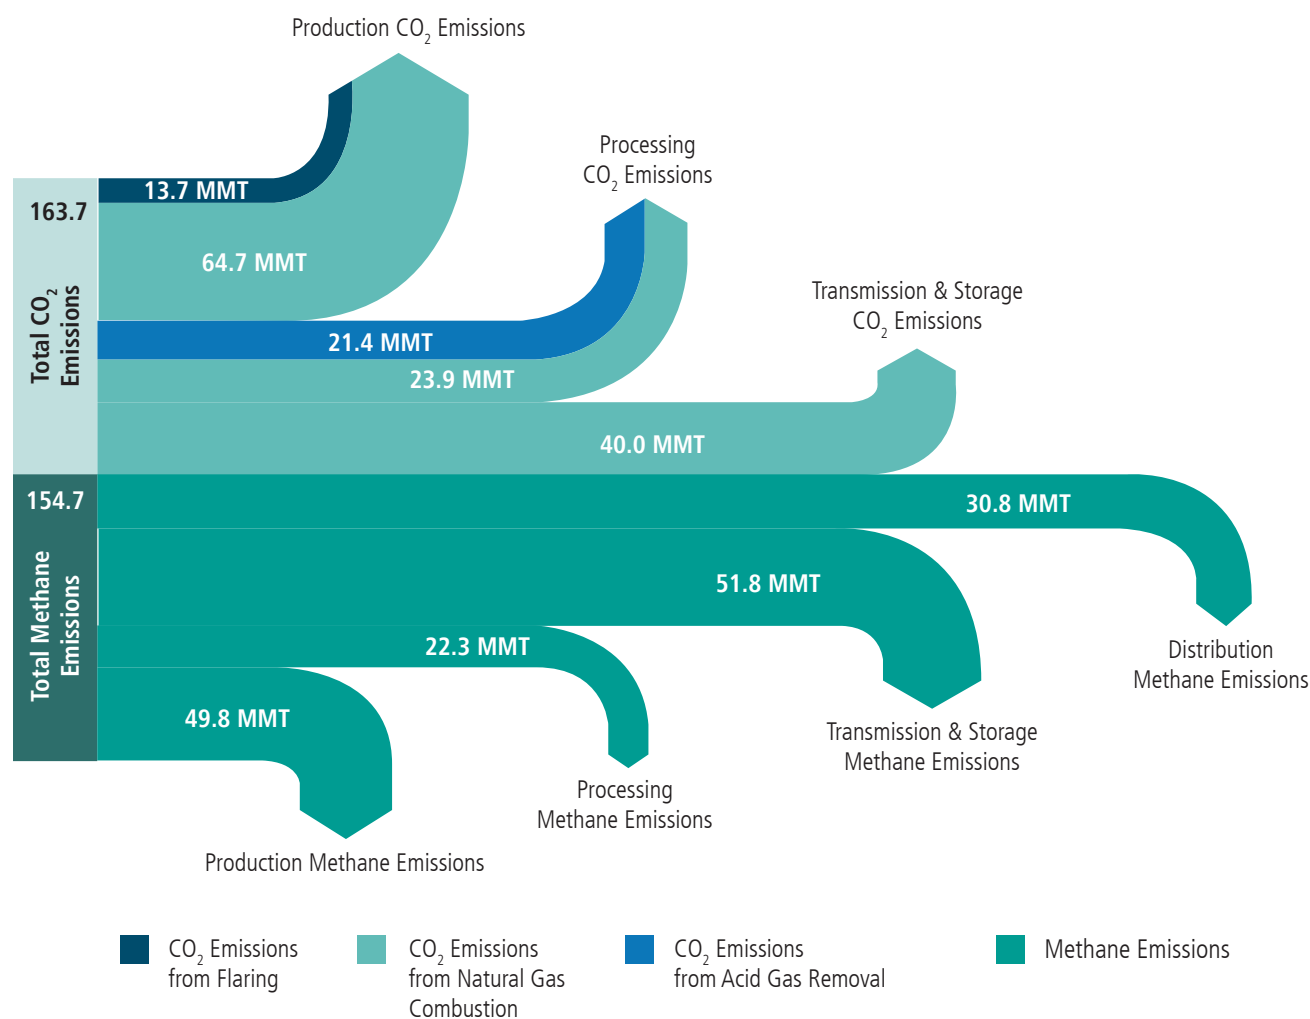 Production CO₂ Emissions
Processing
CO₂ Emissions
13.7 MMT
163.7
64.7 MMT
Transmission & Storage
CO₂ Emissions
Total CO₂
Emissions
21.4 MMT
23.9 MMT
40.0 MMT
154.7
30.8 MMT
Total Methane
Emissions
51.8 MMT
22.3 MMT
Distribution
Methane Emissions
49.8 MMT
Transmission & Storage
Methane Emissions
Processing
Methane Emissions
Production Methane Emissions
CO₂ Emissions
from Flaring
CO₂ Emissions
from Natural Gas
Combustion
CO₂ Emissions
from Acid Gas Removal
Methane Emissions